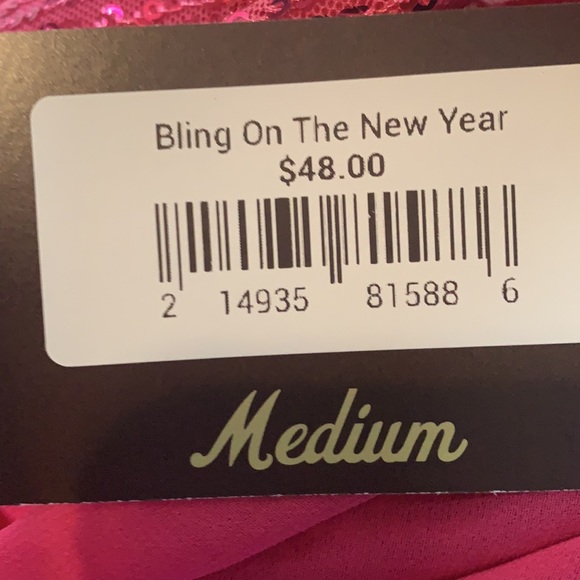 Bling On The New Year
$48.00
2 14935 81588 6
Medium